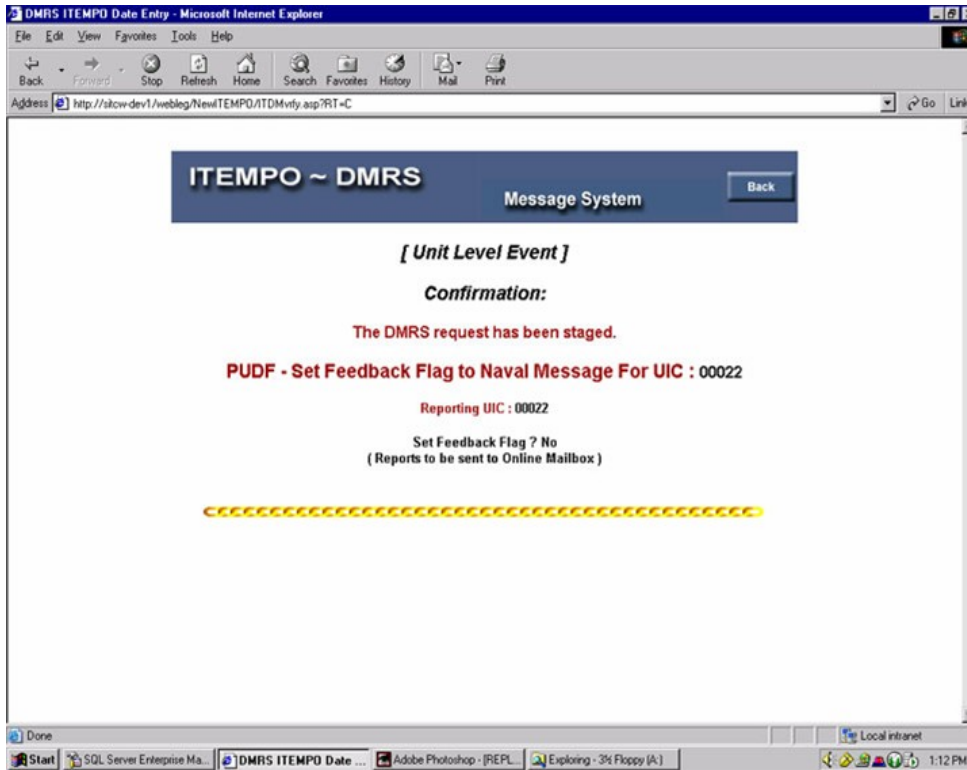 DMRS ITEMPO Date Entry - Microsoft Internet Explorer
File Edit View Favorites Tools Help
Back Forward Stop Refresh Home Search Favorites History Mail Print
Address http://sitcw-dev1/webleg/NewITEMPO/ITDMvfy.asp?RT=C Go Link
ITEMPO ~ DMRS
Message System
Back
[ Unit Level Event ]
Confirmation:
The DMRS request has been staged.
PUDF - Set Feedback Flag to Naval Message For UIC : 00022
Reporting UIC : 00022
Set Feedback Flag ? No
( Reports to be sent to Online Mailbox )
Done Local intranet
Start SQL Server Enterprise Ma... DMRS ITEMPO Date ... Adobe Photoshop - [REPL... Exploring - 3½ Floppy (A:) 1:12 PM